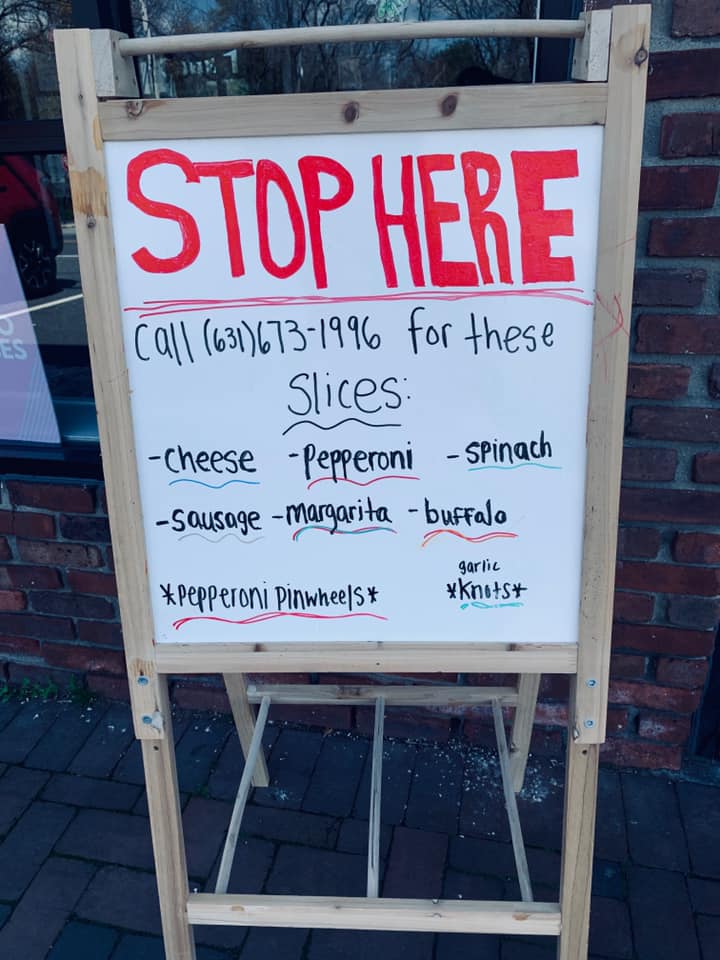 STOP HERE
Call (631)673-1996 for these
Slices:
-Cheese -Pepperoni -Spinach
-Sausage -margarita -buffalo
garlic
*Pepperoni Pinwheels* *Knots*